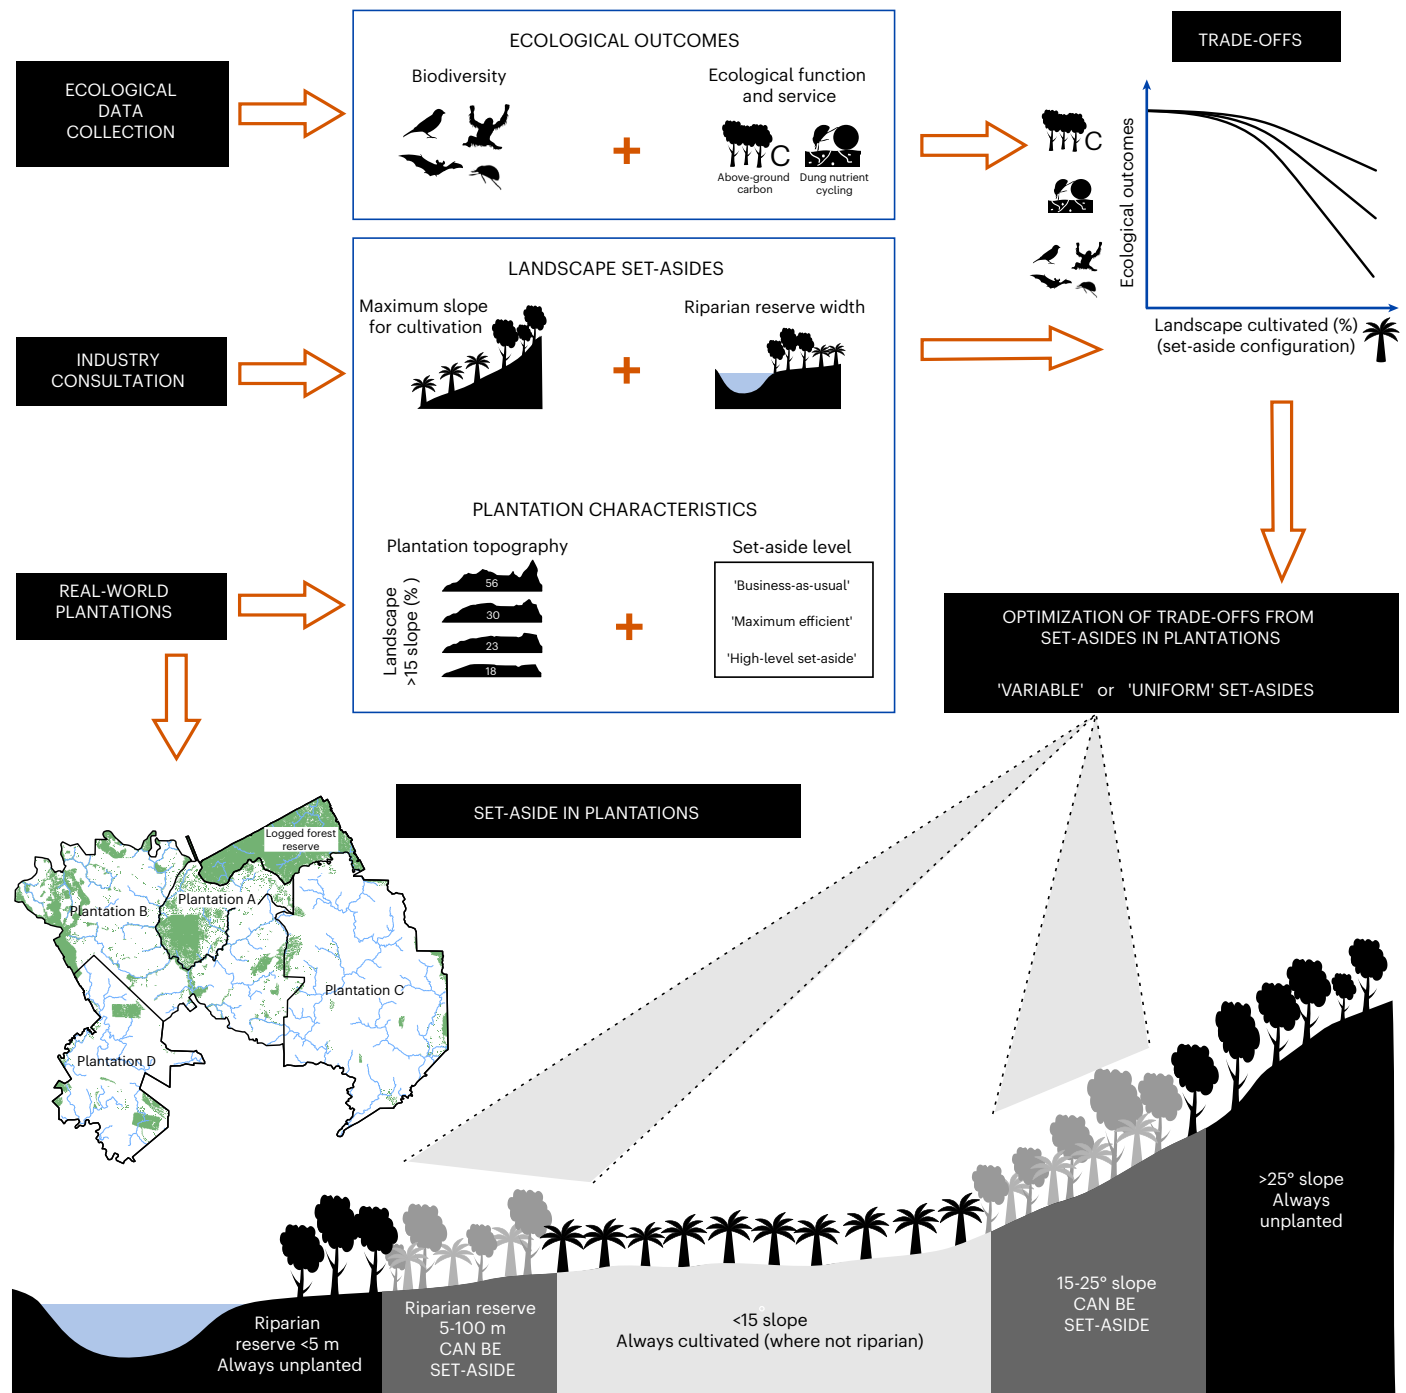 ECOLOGICAL
DATA
COLLECTION
ECOLOGICAL OUTCOMES
Biodiversity
Ecological function
and service
C
Above-ground
carbon
Dung nutrient
cycling
TRADE-OFFS
C
Ecological outcomes
Landscape cultivated (%)
(set-aside configuration)
INDUSTRY
CONSULTATION
LANDSCAPE SET-ASIDES
Maximum slope
for cultivation
Riparian reserve width
REAL-WORLD
PLANTATIONS
PLANTATION CHARACTERISTICS
Plantation topography
Landscape
>15 slope (%)
56
30
23
18
Set-aside level
'Business-as-usual'
'Maximum efficient'
'High-level set-aside'
OPTIMIZATION OF TRADE-OFFS FROM
SET-ASIDES IN PLANTATIONS
'VARIABLE' or 'UNIFORM' SET-ASIDES
SET-ASIDE IN PLANTATIONS
Logged forest
reserve
Plantation A
Plantation B
Plantation C
Plantation D
Riparian
reserve <5 m
Always unplanted
Riparian reserve
5-100 m
CAN BE
SET-ASIDE
<15° slope
Always cultivated (where not riparian)
15-25° slope
CAN BE
SET-ASIDE
>25° slope
Always
unplanted